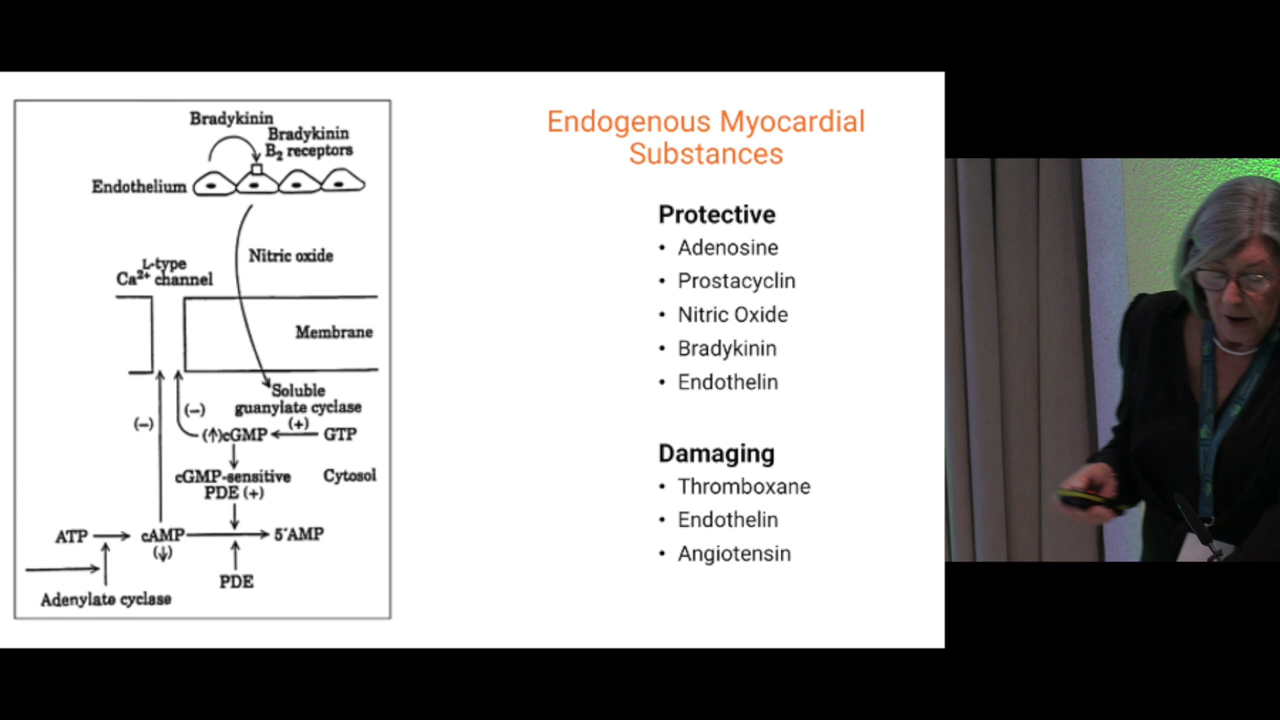 Bradykinin
Bradykinin
B₂ receptors
Endothelium
Nitric oxide
L-type
Ca²⁺ channel
Membrane
Soluble
guanylate cyclase
(−)
(−)
(+)
(↑)cGMP
GTP
cGMP-sensitive
PDE (+)
Cytosol
ATP
cAMP
(↓)
5'AMP
PDE
Adenylate cyclase
Endogenous Myocardial
Substances
Protective
• Adenosine
• Prostacyclin
• Nitric Oxide
• Bradykinin
• Endothelin
Damaging
• Thromboxane
• Endothelin
• Angiotensin